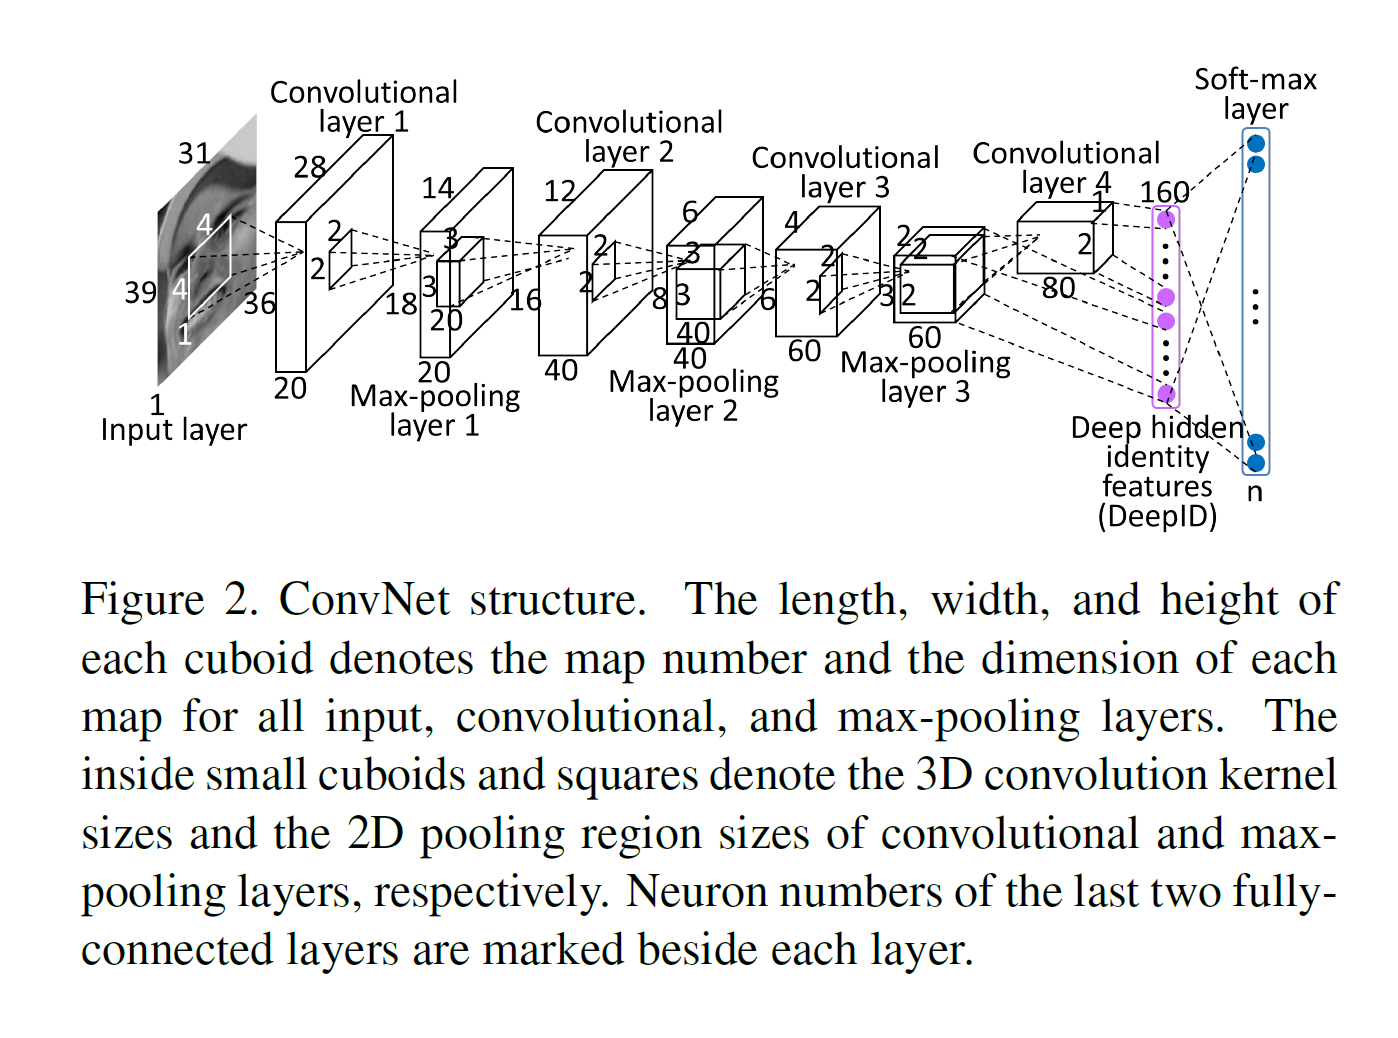 Soft-max
layer
Convolutional
layer 1
Convolutional
layer 2
Convolutional
layer 3
Convolutional
layer 4
31
4
4
1
39
1
Input layer
28
36
20
2
2
14
18
20
3
3
20
Max-pooling
layer 1
12
16
40
2
2
6
8
40
3
3
40
Max-pooling
layer 2
4
6
60
2
2
2
3
60
2
2
Max-pooling
layer 3
1
2
80
160
Deep hidden
identity
features
(DeepID)
n
Figure 2. ConvNet structure. The length, width, and height of
each cuboid denotes the map number and the dimension of each
map for all input, convolutional, and max-pooling layers. The
inside small cuboids and squares denote the 3D convolution kernel
sizes and the 2D pooling region sizes of convolutional and max-
pooling layers, respectively. Neuron numbers of the last two fully-
connected layers are marked beside each layer.